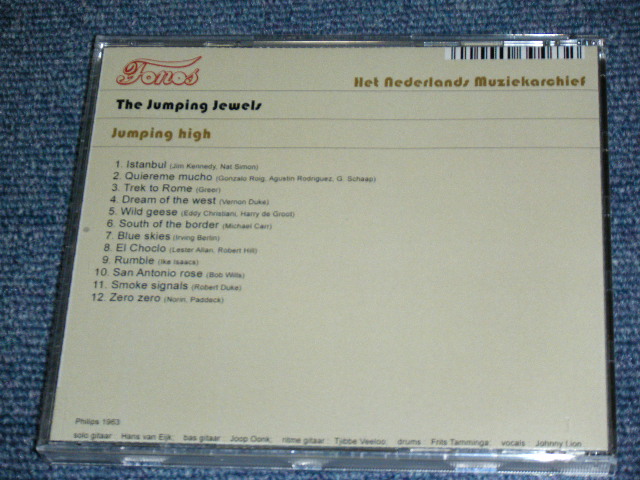 Fonos
Het Nederlands Muziekarchief
The Jumping Jewels
Jumping high
1. Istanbul (Jim Kennedy, Nat Simon)
2. Quiereme mucho (Gonzalo Roig, Agustin Rodriguez, G. Schaap)
3. Trek to Rome (Greer)
4. Dream of the west (Vernon Duke)
5. Wild geese (Eddy Christiani, Harry de Groot)
6. South of the border (Michael Carr)
7. Blue skies (Irving Berlin)
8. El Choclo (Lester Allan, Robert Hill)
9. Rumble (Ike Isaacs)
10. San Antonio rose (Bob Wills)
11. Smoke signals (Robert Duke)
12. Zero zero (Norin, Paddeck)
Philips 1963
solo gitaar: Hans van Eijk; bas gitaar: Joop Oonk; ritme gitaar: Tjibbe Veeloo; drums: Frits Tamminga; vocals: Johnny Lion